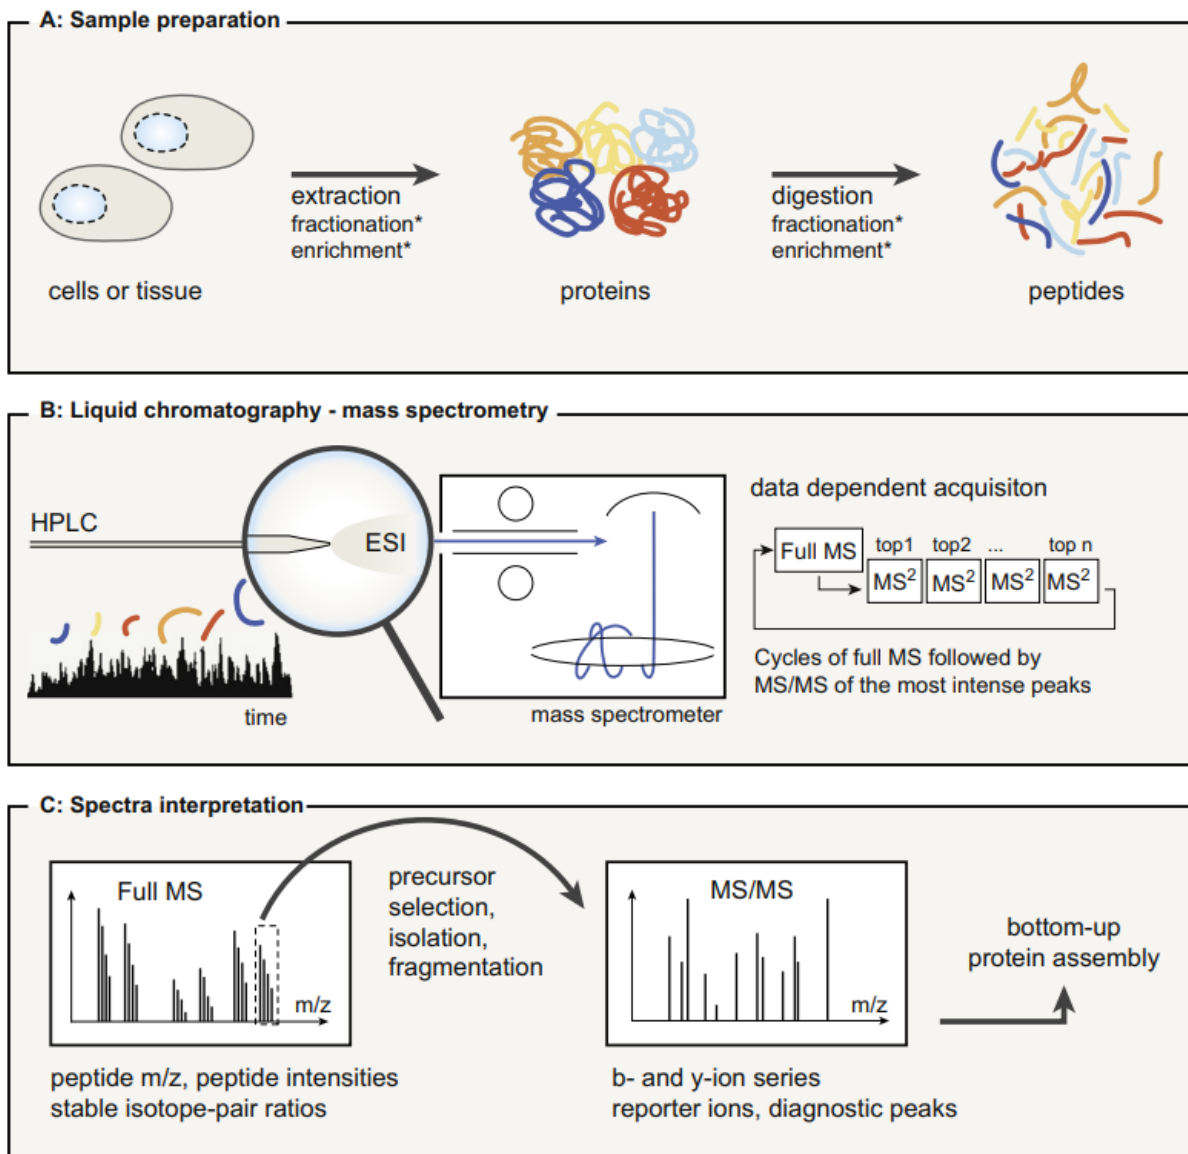 A: Sample preparation
extraction
fractionation*
enrichment*
digestion
fractionation*
enrichment*
cells or tissue
proteins
peptides
B: Liquid chromatography - mass spectrometry
HPLC
ESI
time
mass spectrometer
data dependent acquisiton
Full MS
top1 top2 ... top n
MS² MS² MS² MS²
Cycles of full MS followed by
MS/MS of the most intense peaks
C: Spectra interpretation
Full MS
m/z
peptide m/z, peptide intensities
stable isotope-pair ratios
precursor
selection,
isolation,
fragmentation
MS/MS
m/z
b- and y-ion series
reporter ions, diagnostic peaks
bottom-up
protein assembly